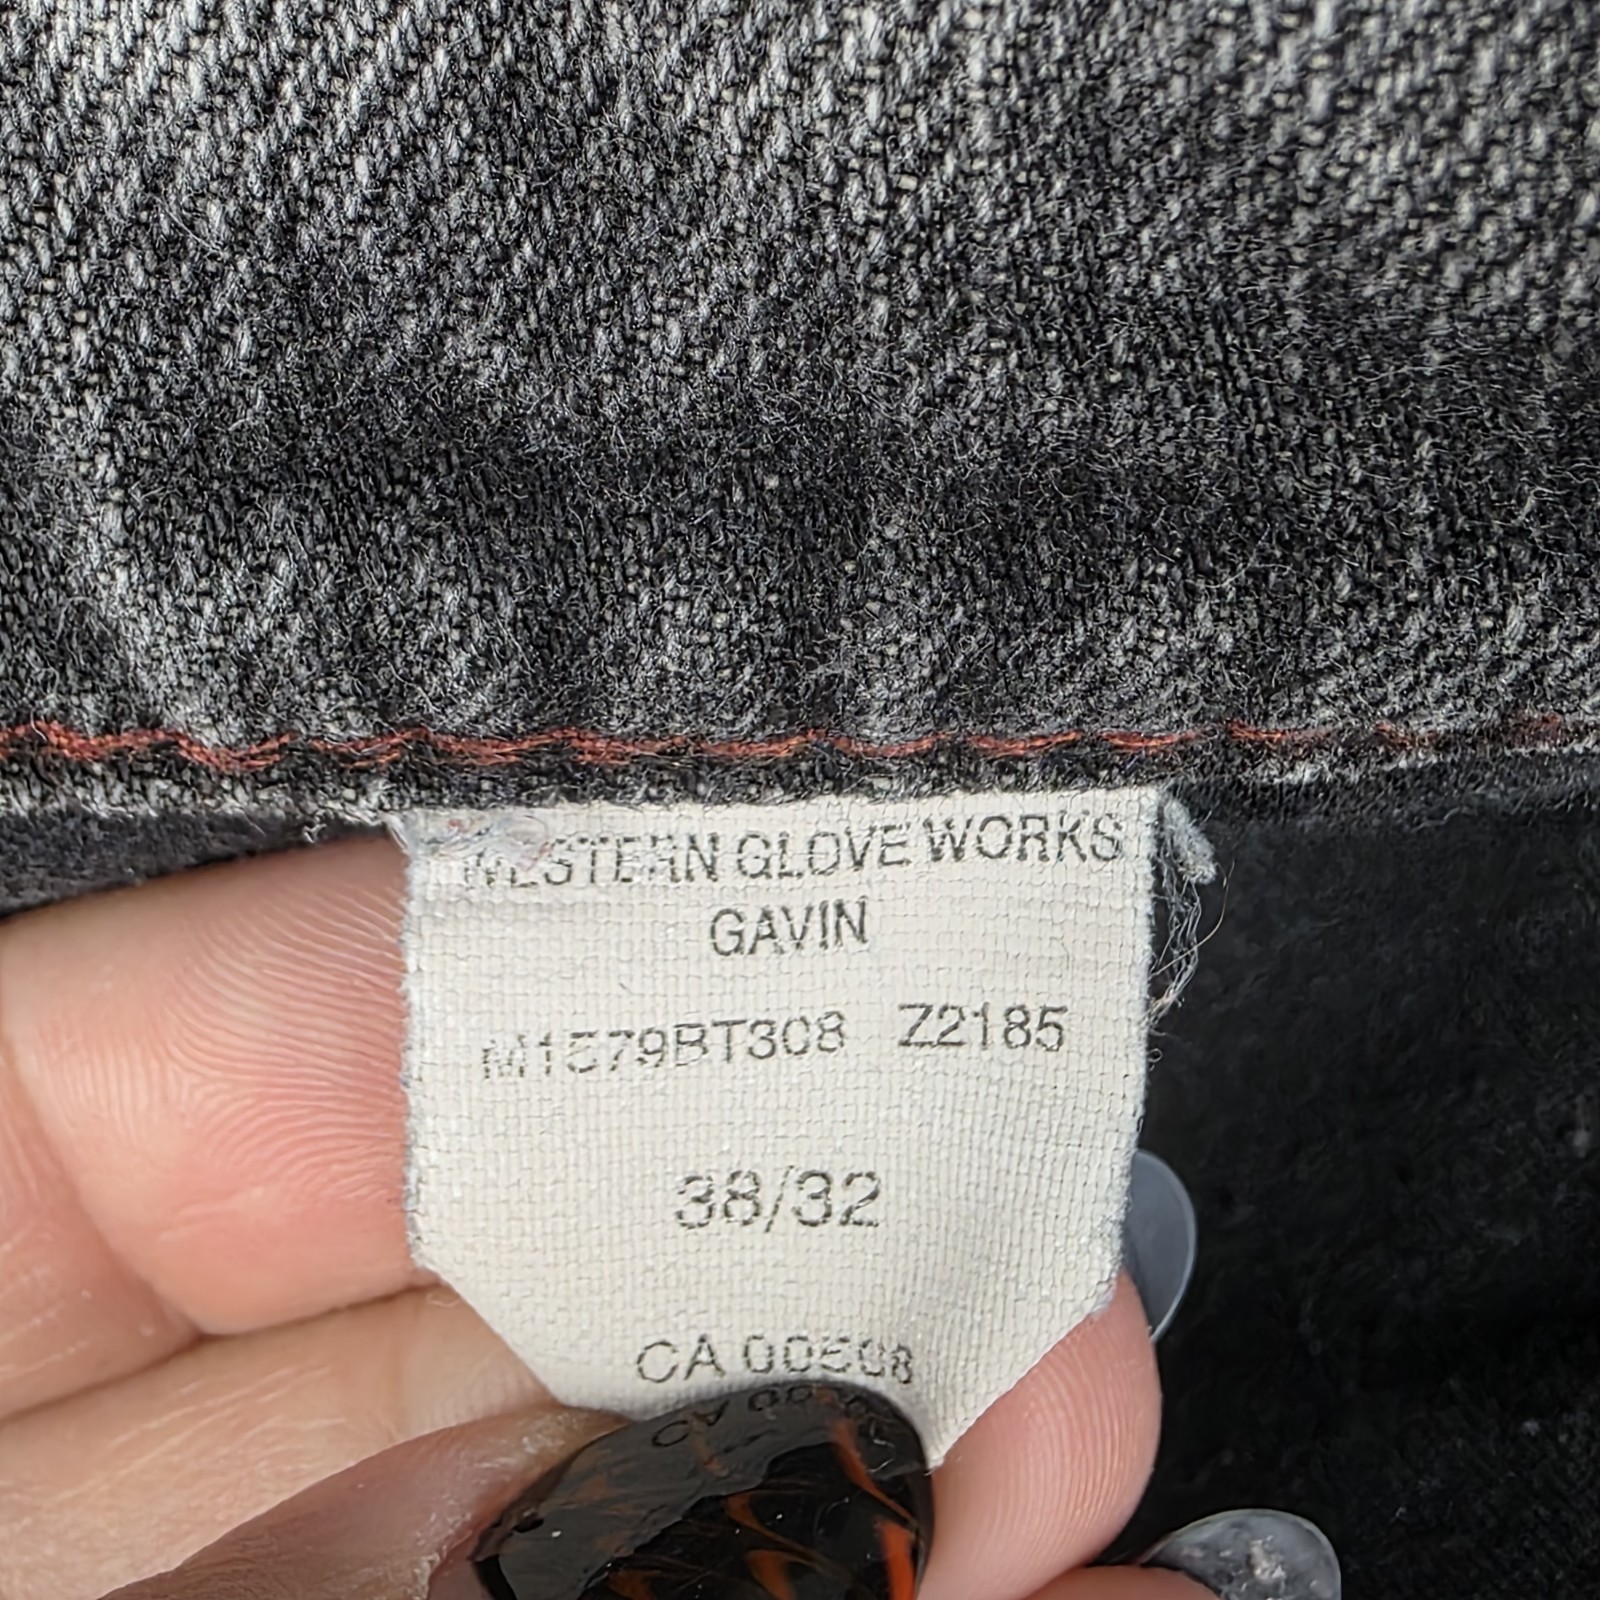 WESTERN GLOVE WORKS
GAVIN
M1579BT308 Z2185
38/32
CA 00508